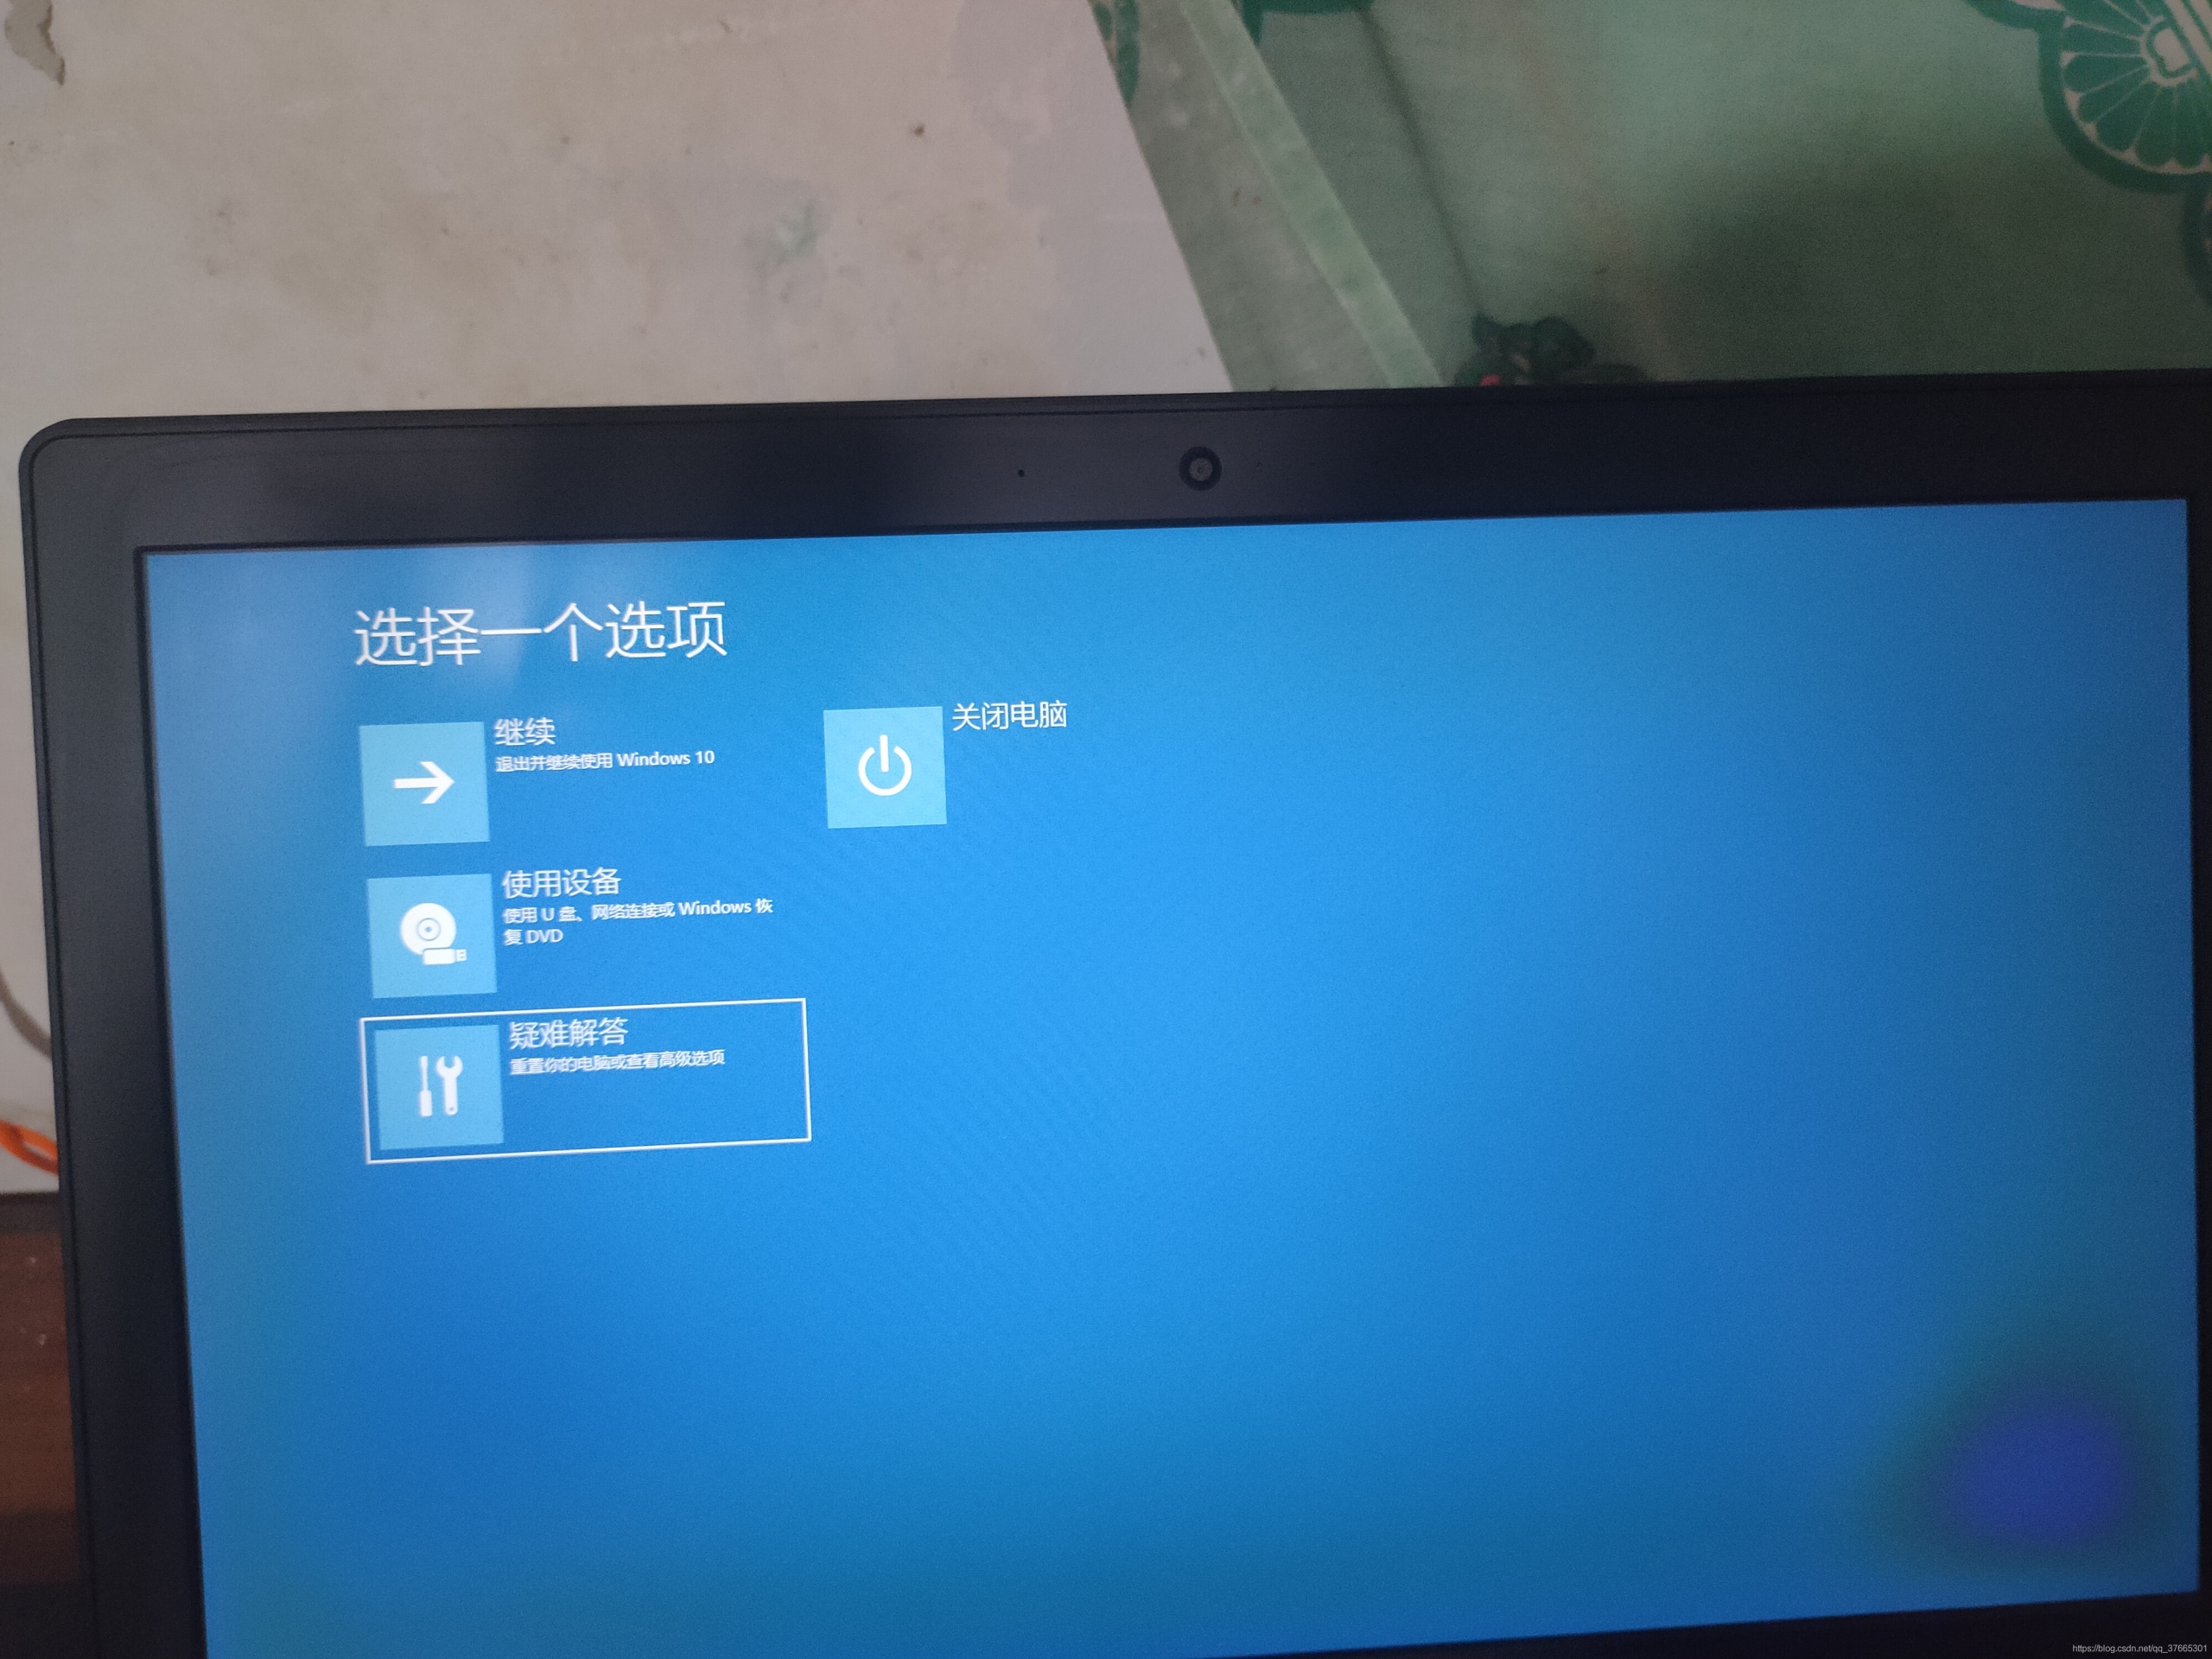 选择一个选项
继续
退出并继续使用 Windows 10
关闭电脑
使用设备
使用 U 盘、网络连接或 Windows 恢
复 DVD
疑难解答
重置你的电脑或查看高级选项
https://blog.csdn.net/qq_37665301